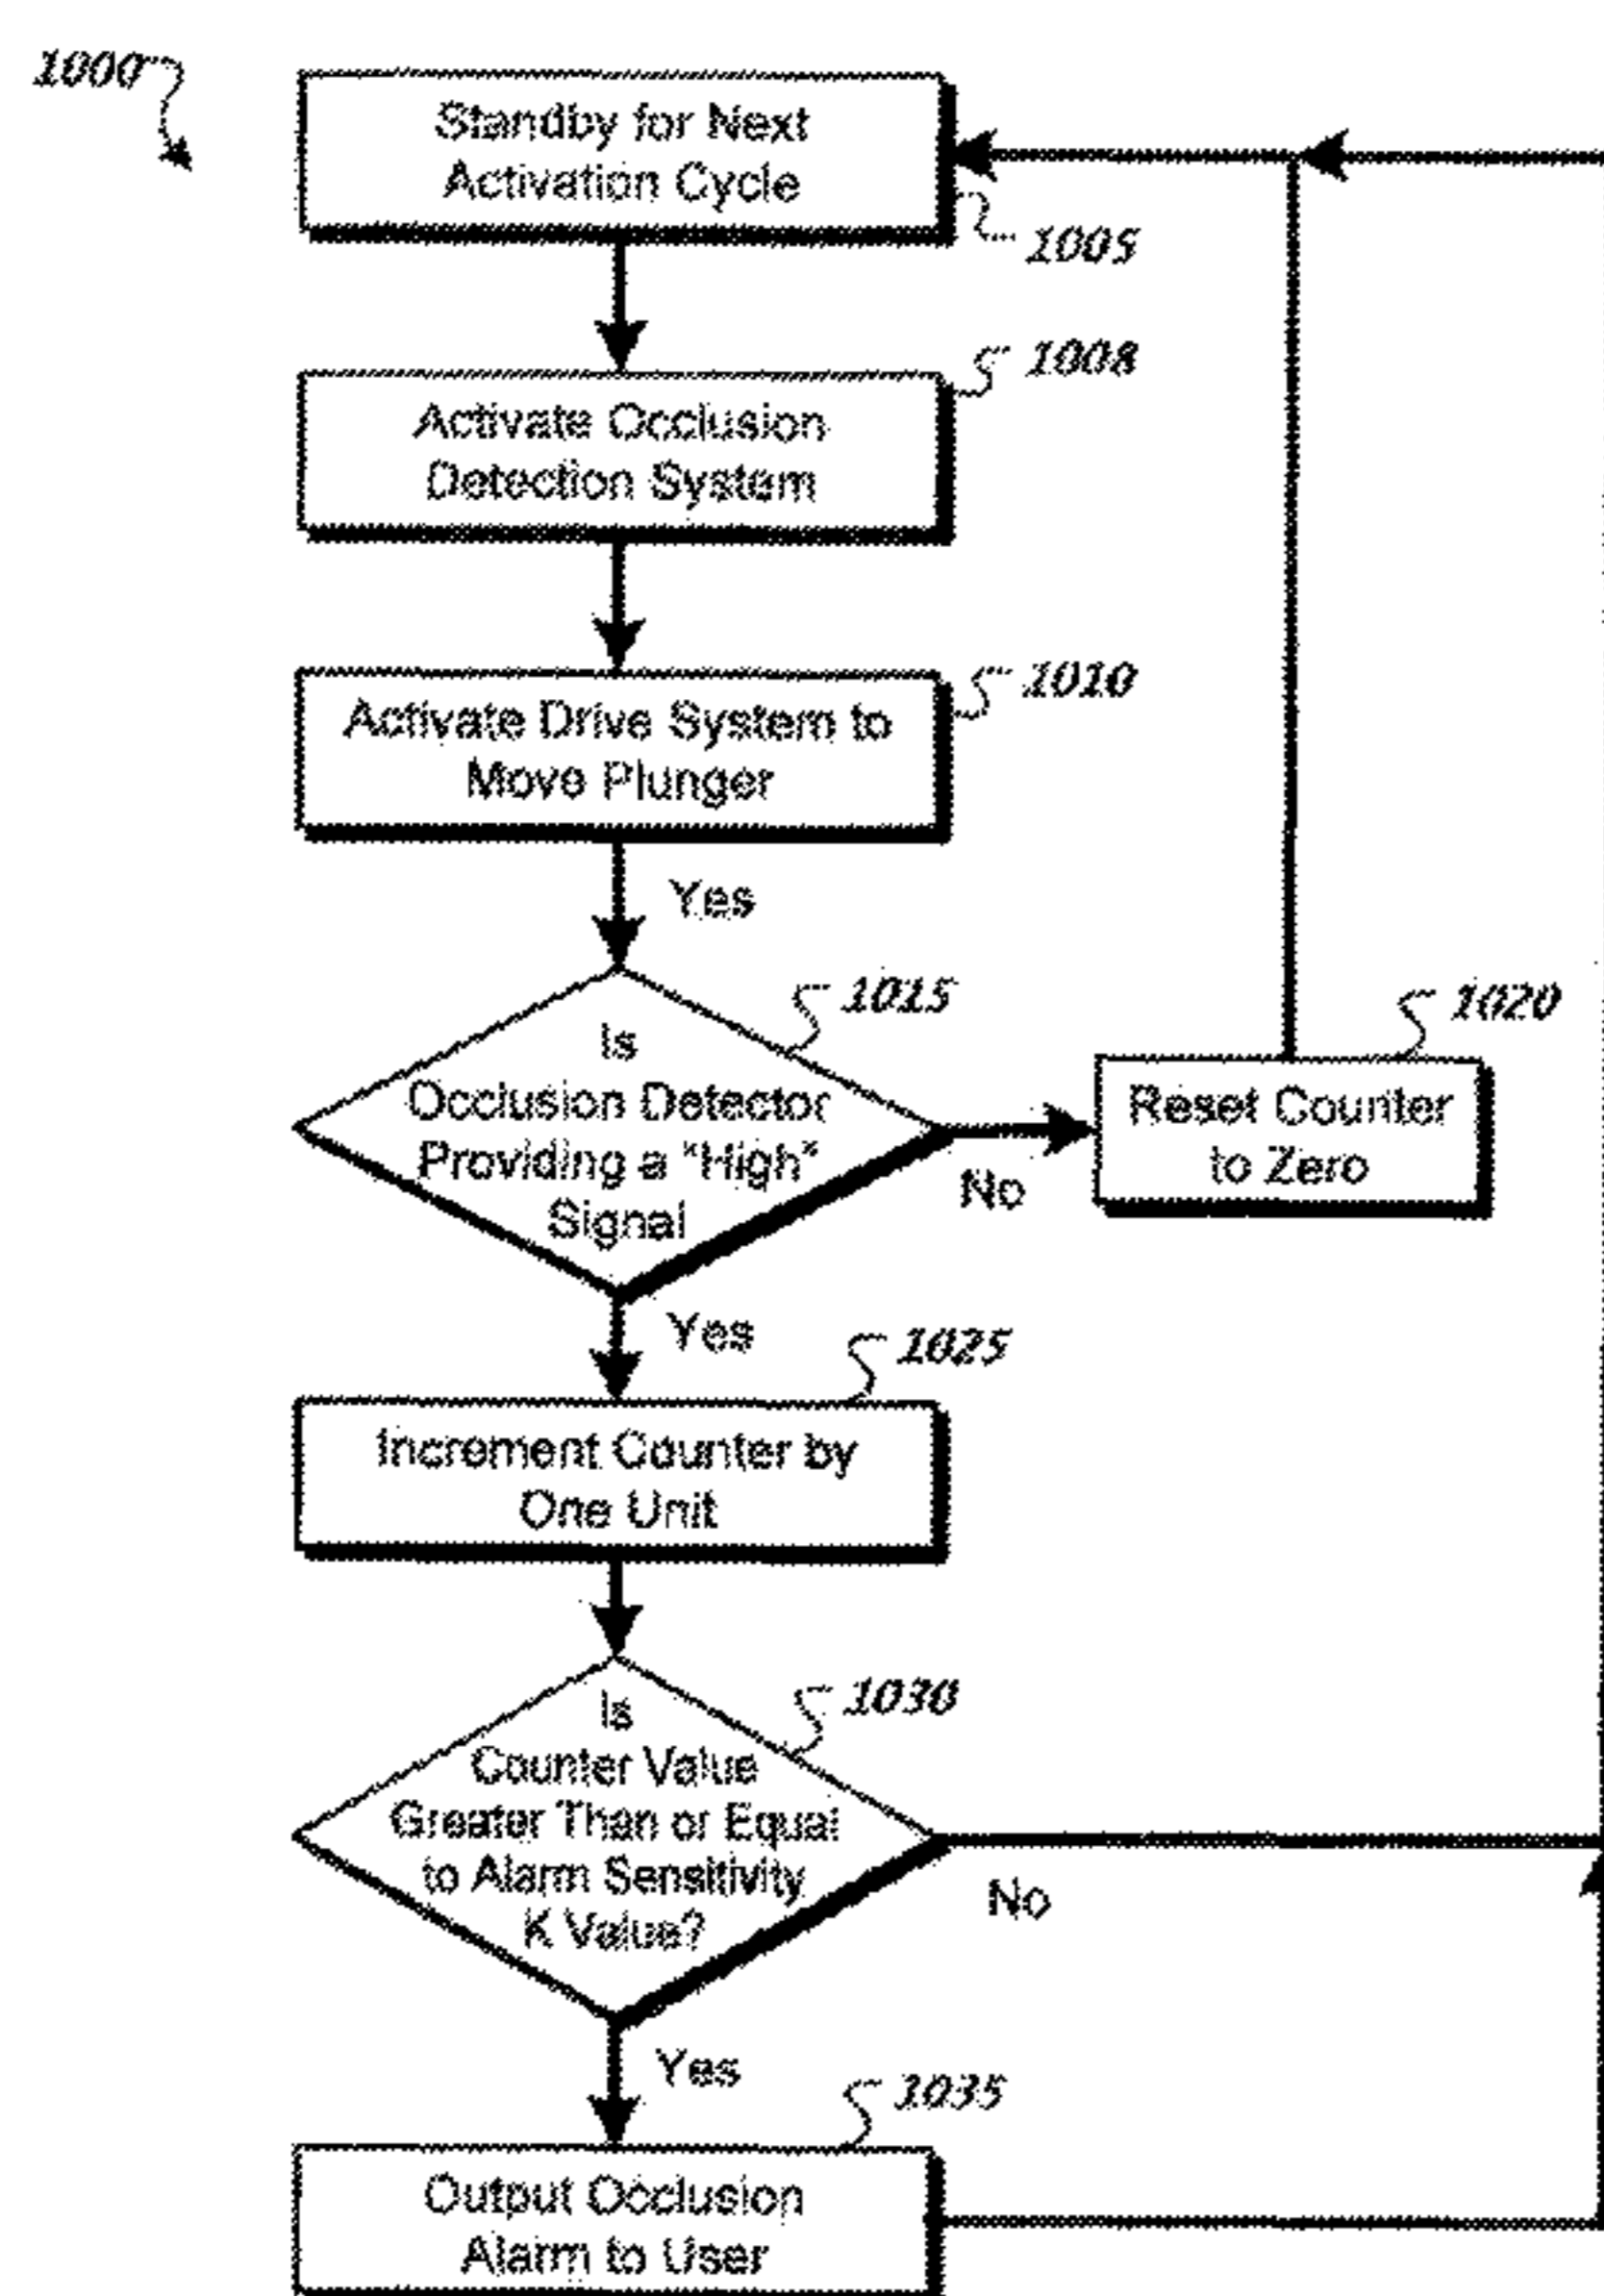 1000
Standby for Next
Activation Cycle
1005
1008
Activate Occlusion
Detection System
1010
Activate Drive System to
Move Plunger
Yes
1015
Is
Occlusion Detector
Providing a "High"
Signal
No
1020
Reset Counter
to Zero
Yes
1025
Increment Counter by
One Unit
1030
Is
Counter Value
Greater Than or Equal
to Alarm Sensitivity
K Value?
No
Yes
1035
Output Occlusion
Alarm to User